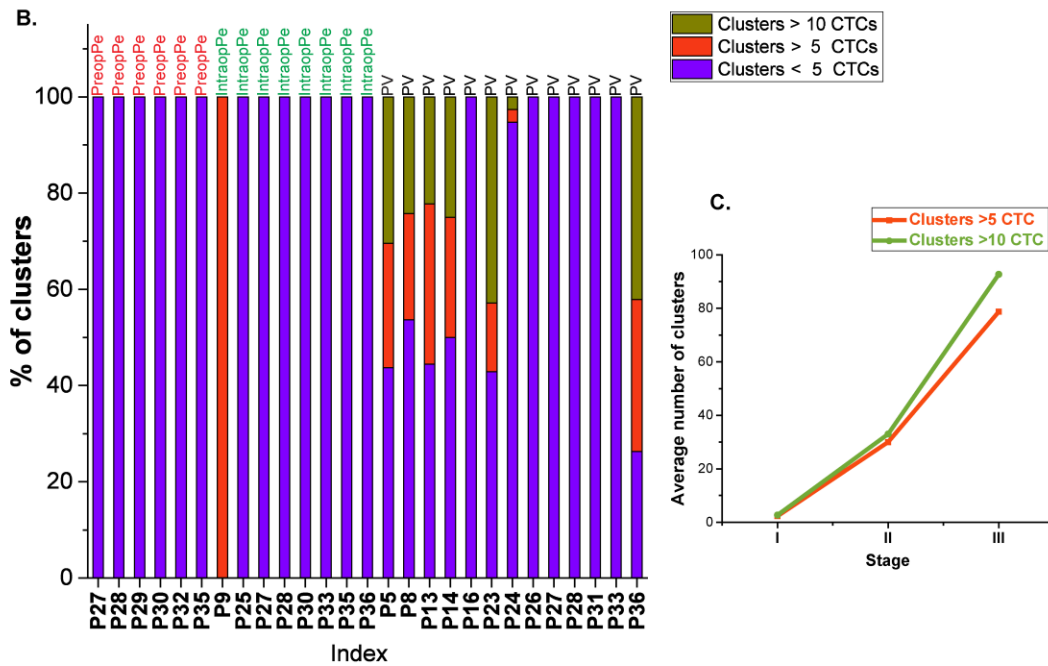 B.
Clusters > 10 CTCs
Clusters > 5 CTCs
Clusters < 5 CTCs
PreopPe PreopPe PreopPe PreopPe PreopPe PreopPe IntraopPe IntraopPe IntraopPe IntraopPe IntraopPe IntraopPe IntraopPe IntraopPe PV PV PV PV PV PV PV PV PV PV PV PV PV
100
80
60
40
20
0
% of clusters
P27 P28 P29 P30 P32 P35 P9 P25 P27 P28 P30 P33 P35 P36 P5 P8 P13 P14 P16 P23 P24 P26 P27 P28 P31 P33 P36
Index
C.
Clusters >5 CTC
Clusters >10 CTC
100
80
60
40
20
0
Average number of clusters
I II III
Stage